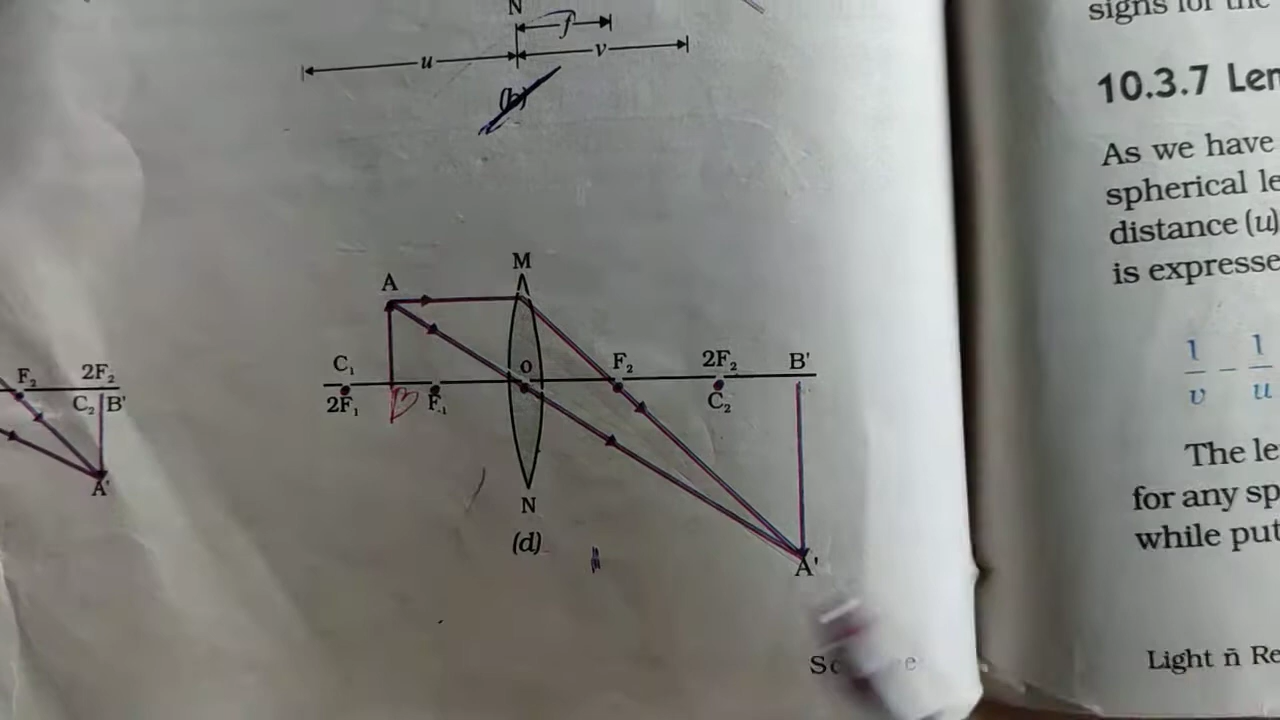 N
f
u
v
(b)
M
A
C₁
O
F₂
2F₂
B'
2F₁
B
F₁
C₂
N
(d)
A'
F₂
2F₂
C₂
B'
A'
signs for the
10.3.7 Len
As we have
spherical le
distance (u)
is expresse
1/υ − 1/u
The le
for any sp
while put
Light ñ Re